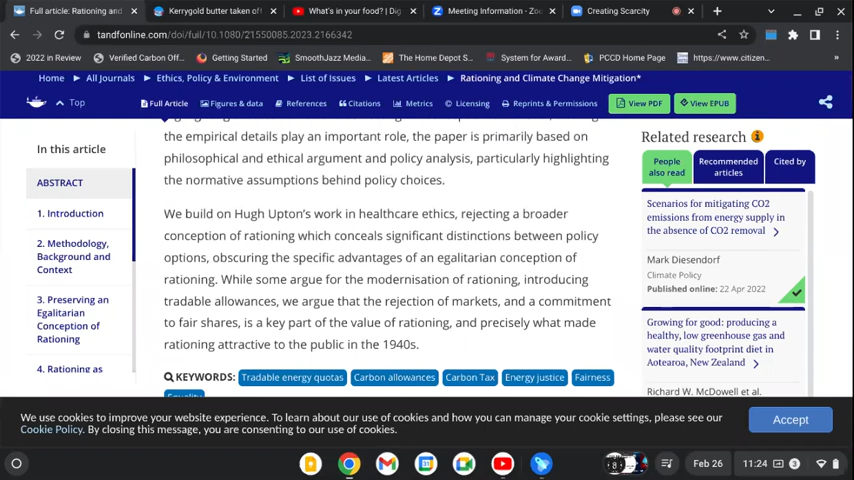 Full article: Rationing and
Kerrygold butter taken of
What's in your food? | Dig
Meeting Information - Zoo
Creating Scarcity
tandfonline.com/doi/full/10.1080/21550085.2023.2166342
2022 in Review
Verified Carbon Off...
Getting Started
SmoothJazz Media...
The Home Depot S...
System for Award...
PCCD Home Page
https://www.citizen...
»
Home
All Journals
Ethics, Policy & Environment
List of Issues
Latest Articles
Rationing and Climate Change Mitigation*
Top
Full Article
Figures & data
References
Citations
Metrics
Licensing
Reprints & Permissions
View PDF
View EPUB
In this article
ABSTRACT
1. Introduction
2. Methodology,
Background and
Context
3. Preserving an
Egalitarian
Conception of
Rationing
4. Rationing as
the empirical details play an important role, the paper is primarily based on
philosophical and ethical argument and policy analysis, particularly highlighting
the normative assumptions behind policy choices.
We build on Hugh Upton's work in healthcare ethics, rejecting a broader
conception of rationing which conceals significant distinctions between policy
options, obscuring the specific advantages of an egalitarian conception of
rationing. While some argue for the modernisation of rationing, introducing
tradable allowances, we argue that the rejection of markets, and a commitment
to fair shares, is a key part of the value of rationing, and precisely what made
rationing attractive to the public in the 1940s.
KEYWORDS:
Tradable energy quotas
Carbon allowances
Carbon Tax
Energy justice
Fairness
Equality
Related research
People
also read
Recommended
articles
Cited by
Scenarios for mitigating CO2
emissions from energy supply in
the absence of CO2 removal
Mark Diesendorf
Climate Policy
Published online: 22 Apr 2022
Growing for good: producing a
healthy, low greenhouse gas and
water quality footprint diet in
Aotearoa, New Zealand
Richard W. McDowell et al.
We use cookies to improve your website experience. To learn about our use of cookies and how you can manage your cookie settings, please see our
Cookie Policy. By closing this message, you are consenting to our use of cookies.
Accept
8
Feb 26
11:24
3